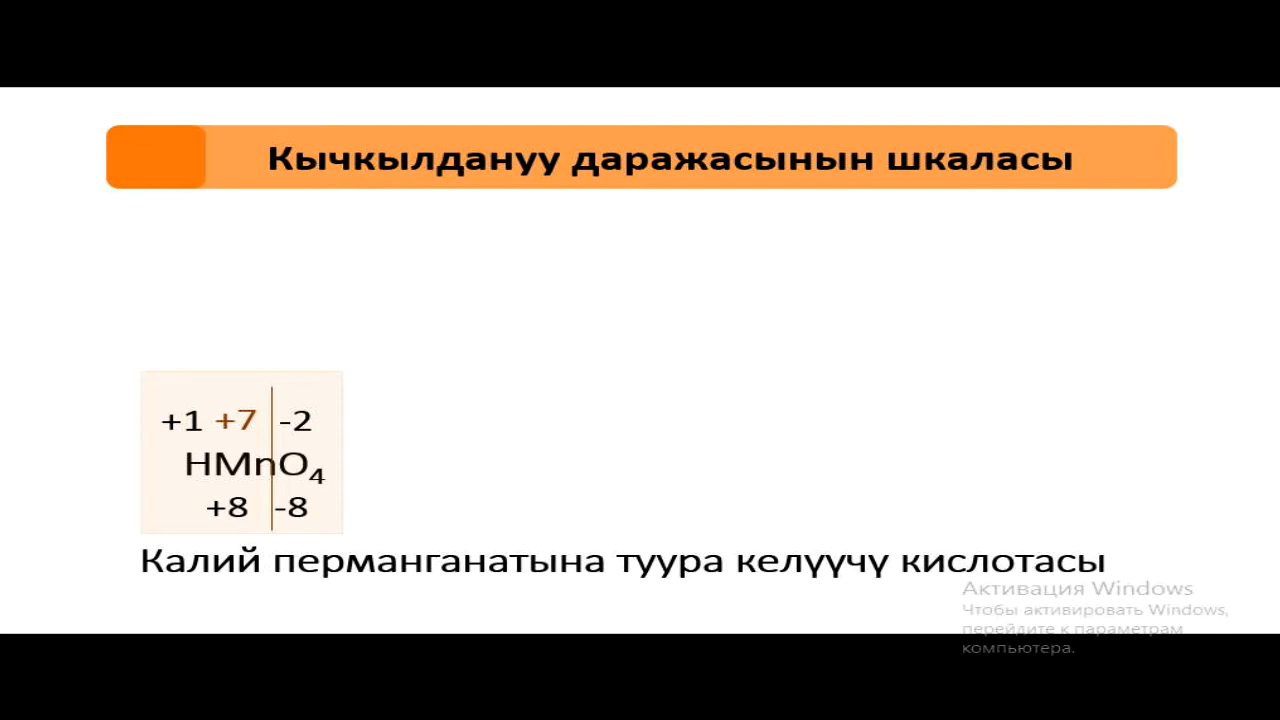 Кычкылдануу даражасынын шкаласы
+1 +7 -2
HMnO₄
+8 -8
Калий перманганатына туура келүүчү кислотасы
Активация Windows
Чтобы активировать Windows,
перейдите к параметрам
компьютера.